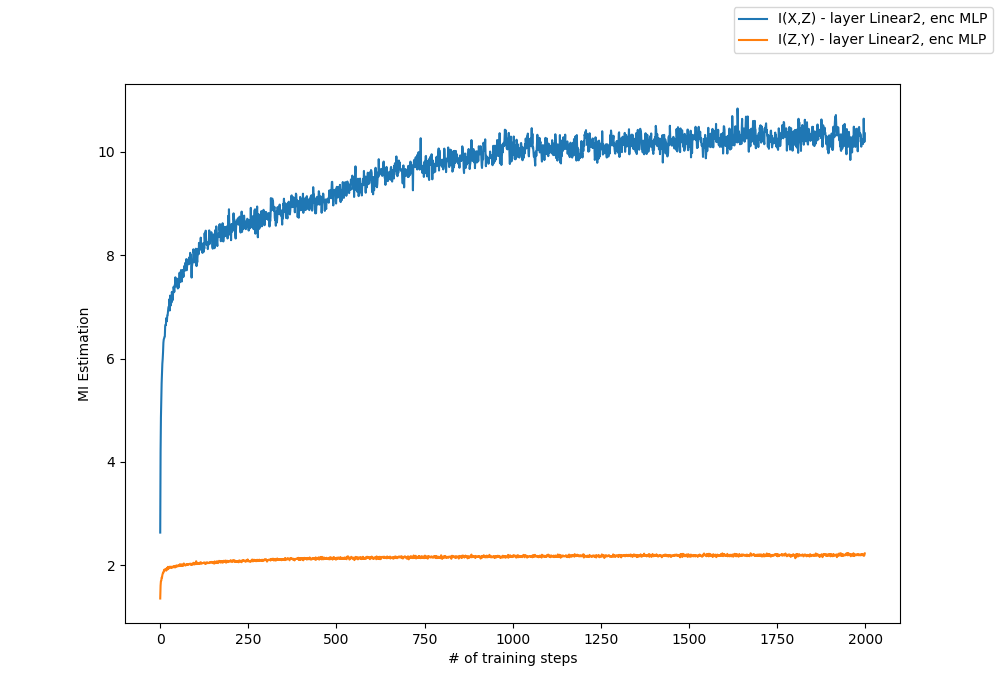 I(X,Z) - layer Linear2, enc MLP
I(Z,Y) - layer Linear2, enc MLP
10
8
6
4
2
MI Estimation
0 250 500 750 1000 1250 1500 1750 2000
# of training steps